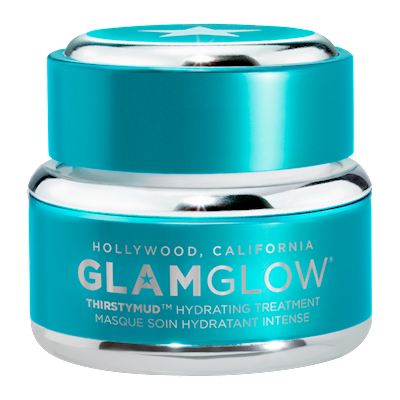 HOLLYWOOD, CALIFORNIA
GLAMGLOW®
THIRSTYMUD™ HYDRATING TREATMENT
MASQUE SOIN HYDRATANT INTENSE